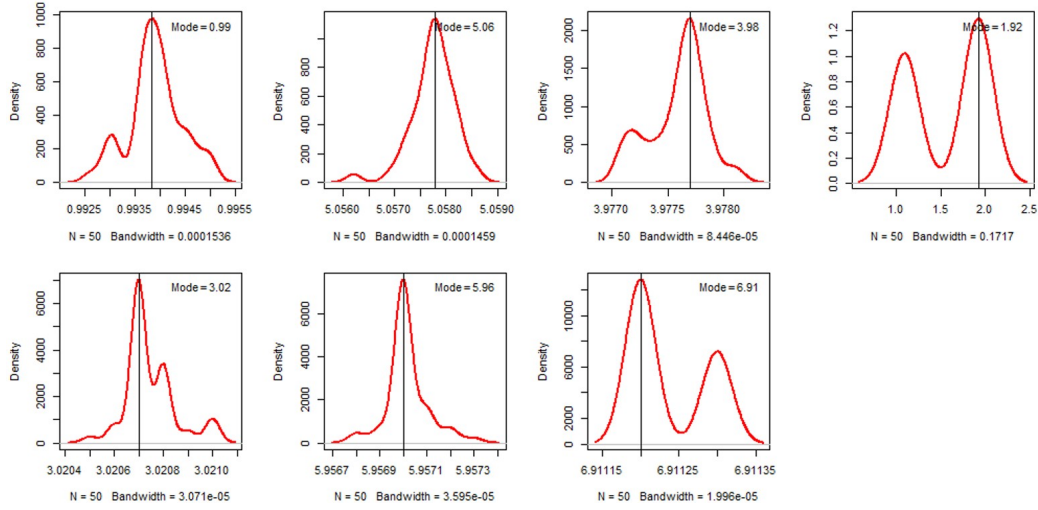 Mode = 0.99
Density
0 200 400 600 800 1000
0.9925 0.9935 0.9945 0.9955
N = 50 Bandwidth = 0.0001536
Mode = 5.06
Density
0 200 400 600 800
5.0560 5.0570 5.0580 5.0590
N = 50 Bandwidth = 0.0001459
Mode = 3.98
Density
0 500 1000 1500 2000
3.9770 3.9775 3.9780
N = 50 Bandwidth = 8.446e-05
Mode = 1.92
Density
0.0 0.2 0.4 0.6 0.8 1.0 1.2
1.0 1.5 2.0 2.5
N = 50 Bandwidth = 0.1717
Mode = 3.02
Density
0 2000 4000 6000
3.0204 3.0206 3.0208 3.0210
N = 50 Bandwidth = 3.071e-05
Mode = 5.96
Density
0 2000 4000 6000
5.9567 5.9569 5.9571 5.9573
N = 50 Bandwidth = 3.595e-05
Mode = 6.91
Density
0 2000 6000 10000
6.91115 6.91125 6.91135
N = 50 Bandwidth = 1.996e-05